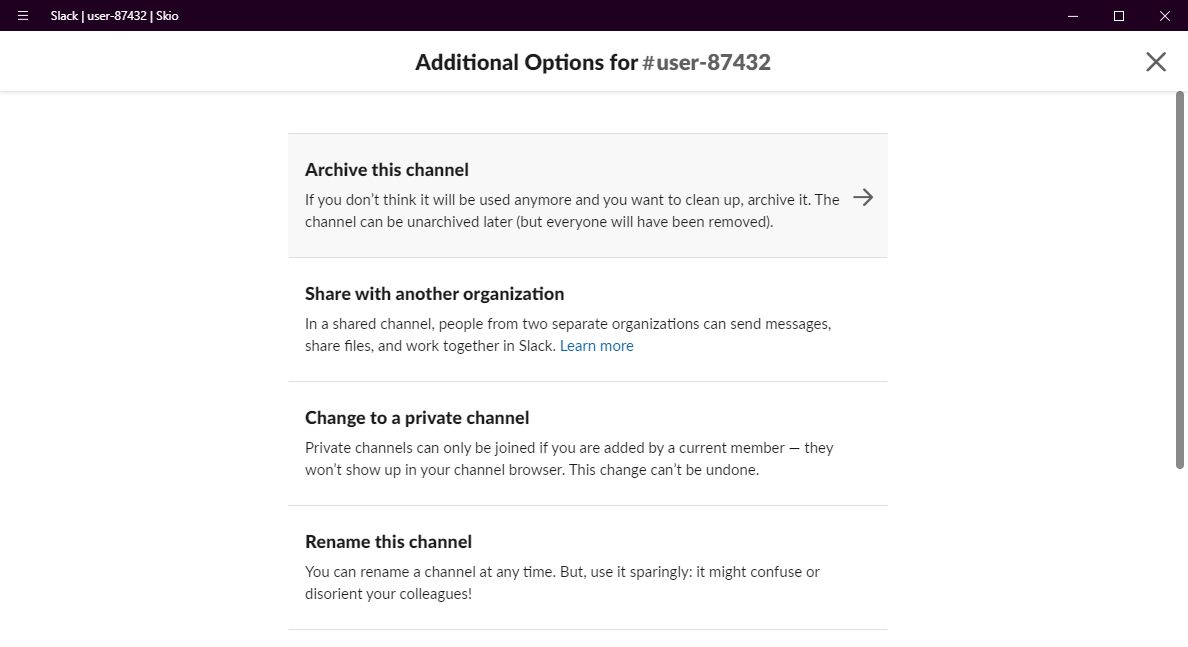 Slack | user-87432 | Skio
Additional Options for #user-87432
Archive this channel
If you don’t think it will be used anymore and you want to clean up, archive it. The
channel can be unarchived later (but everyone will have been removed).
Share with another organization
In a shared channel, people from two separate organizations can send messages,
share files, and work together in Slack. Learn more
Change to a private channel
Private channels can only be joined if you are added by a current member — they
won’t show up in your channel browser. This change can’t be undone.
Rename this channel
You can rename a channel at any time. But, use it sparingly: it might confuse or
disorient your colleagues!